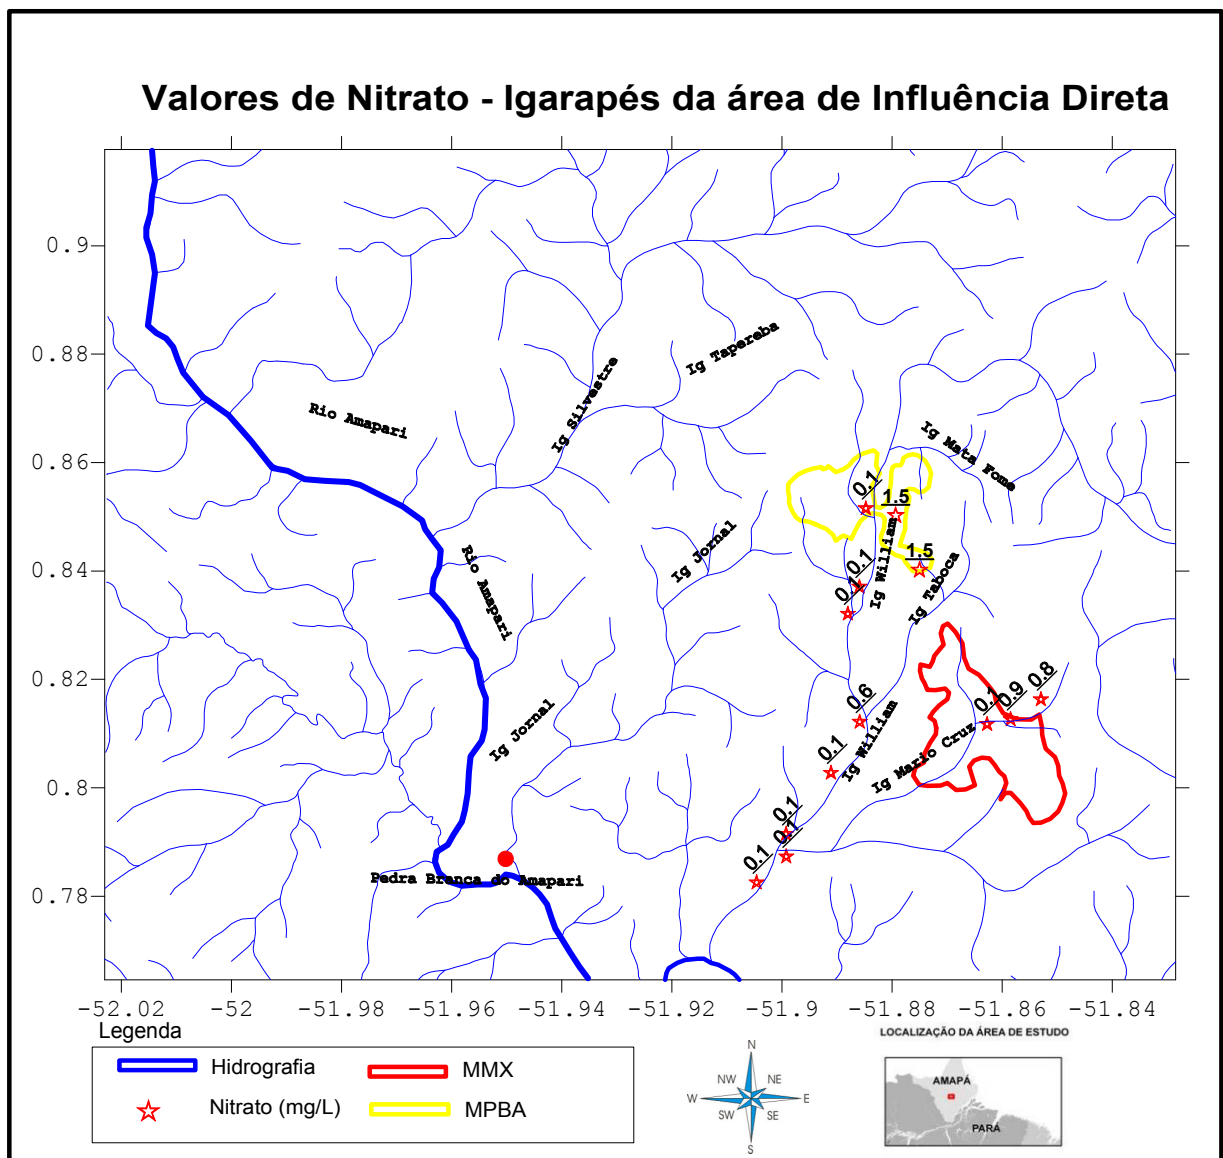 Valores de Nitrato - Igarapés da área de Influência Direta
0.9
0.88
0.86
0.84
0.82
0.8
0.78
-52.02
-52
-51.98
-51.96
-51.94
-51.92
-51.9
-51.88
-51.86
-51.84
Ig Tapereba
Ig Silvestre
Rio Amapari
Ig Mata Fome
0.1
1.5
Ig William
1.5
Ig Jornal
0.1
0.1
Ig Taboca
Rio Amapari
0.1
0.9
0.8
0.6
Ig William
Ig Mario Cruz
Ig Jornal
0.1
0.1
0.1
0.1
Pedra Branca do Amapari
Legenda
Hidrografia
MMX
Nitrato (mg/L)
MPBA
N
NW
NE
W
E
SW
SE
S
LOCALIZAÇÃO DA ÁREA DE ESTUDO
AMAPÁ
PARÁ